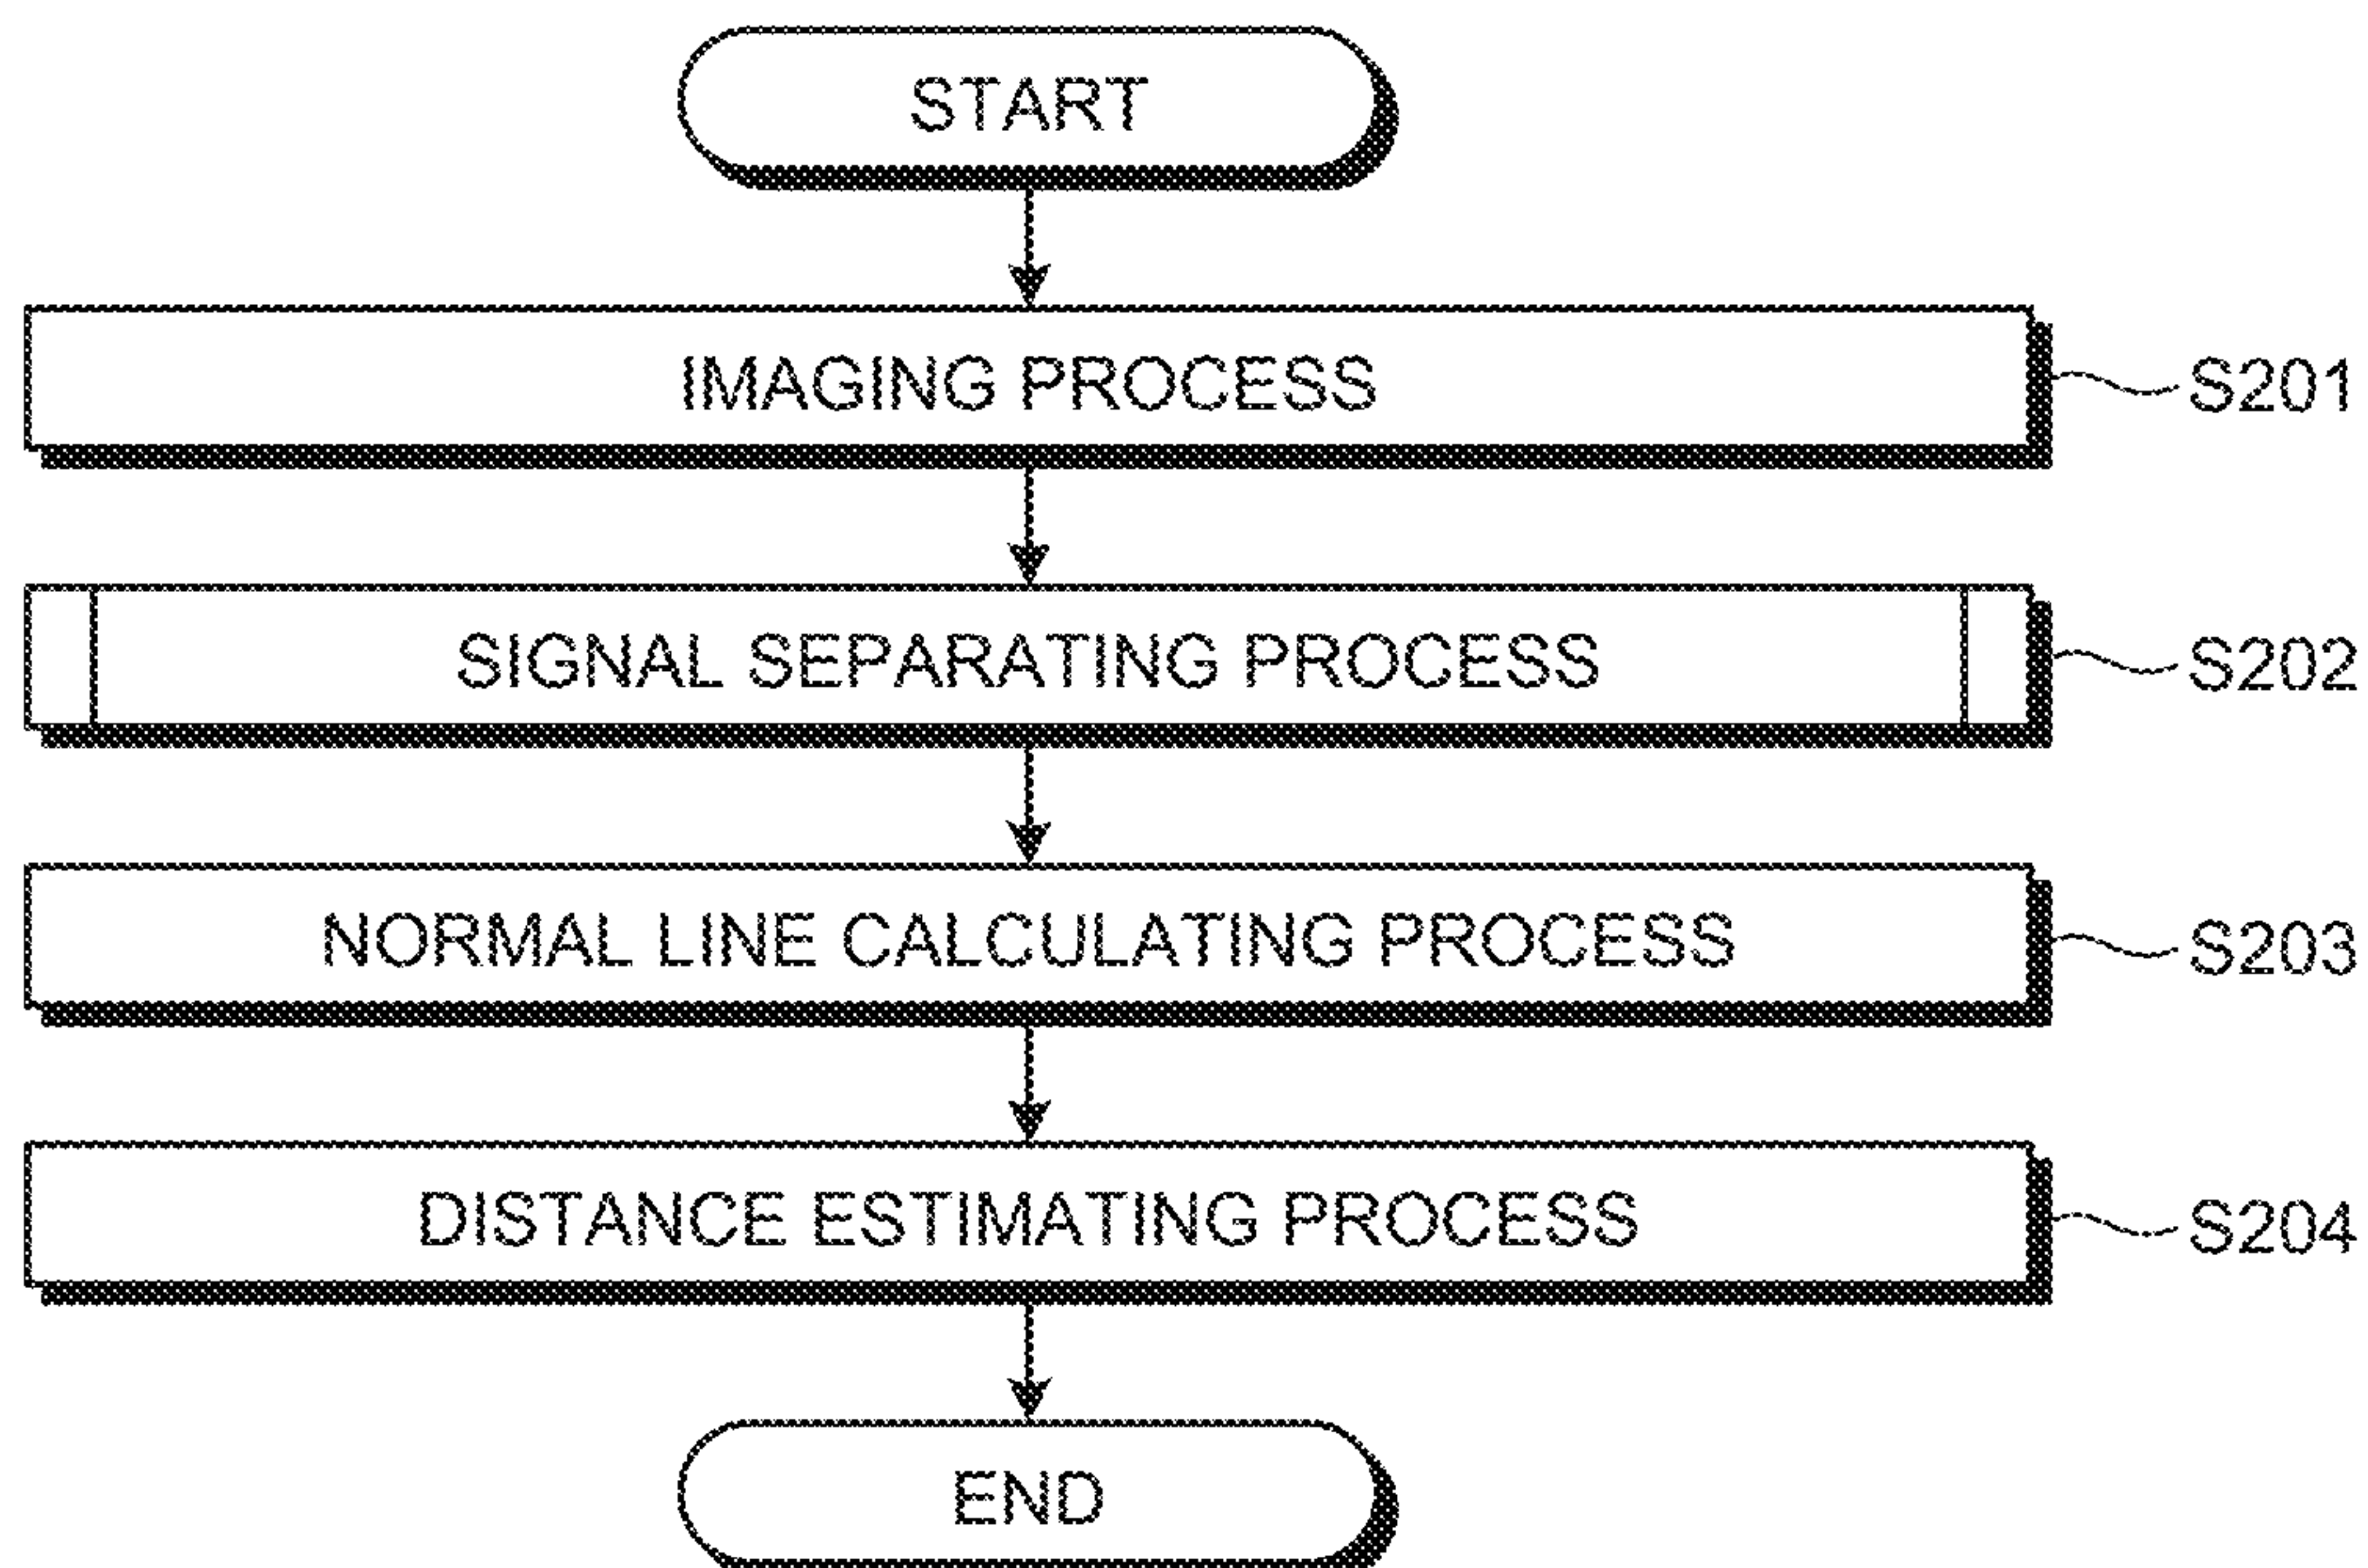 START
IMAGING PROCESS
S201
SIGNAL SEPARATING PROCESS
S202
NORMAL LINE CALCULATING PROCESS
S203
DISTANCE ESTIMATING PROCESS
S204
END